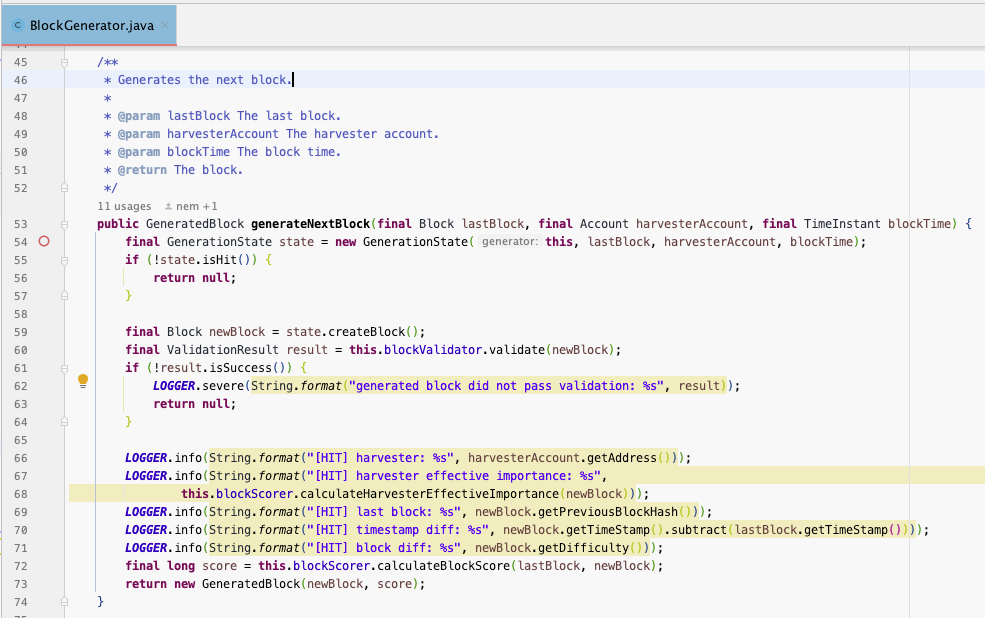 BlockGenerator.java
45 /**
46 * Generates the next block.
47 *
48 * @param lastBlock The last block.
49 * @param harvesterAccount The harvester account.
50 * @param blockTime The block time.
51 * @return The block.
52 */
11 usages nem +1
53 public GeneratedBlock generateNextBlock(final Block lastBlock, final Account harvesterAccount, final TimeInstant blockTime) {
54 final GenerationState state = new GenerationState( generator: this, lastBlock, harvesterAccount, blockTime);
55 if (!state.isHit()) {
56 return null;
57 }
58
59 final Block newBlock = state.createBlock();
60 final ValidationResult result = this.blockValidator.validate(newBlock);
61 if (!result.isSuccess()) {
62 LOGGER.severe(String.format("generated block did not pass validation: %s", result));
63 return null;
64 }
65
66 LOGGER.info(String.format("[HIT] harvester: %s", harvesterAccount.getAddress()));
67 LOGGER.info(String.format("[HIT] harvester effective importance: %s",
68 this.blockScorer.calculateHarvesterEffectiveImportance(newBlock)));
69 LOGGER.info(String.format("[HIT] last block: %s", newBlock.getPreviousBlockHash()));
70 LOGGER.info(String.format("[HIT] timestamp diff: %s", newBlock.getTimeStamp().subtract(lastBlock.getTimeStamp())));
71 LOGGER.info(String.format("[HIT] block diff: %s", newBlock.getDifficulty()));
72 final long score = this.blockScorer.calculateBlockScore(lastBlock, newBlock);
73 return new GeneratedBlock(newBlock, score);
74 }